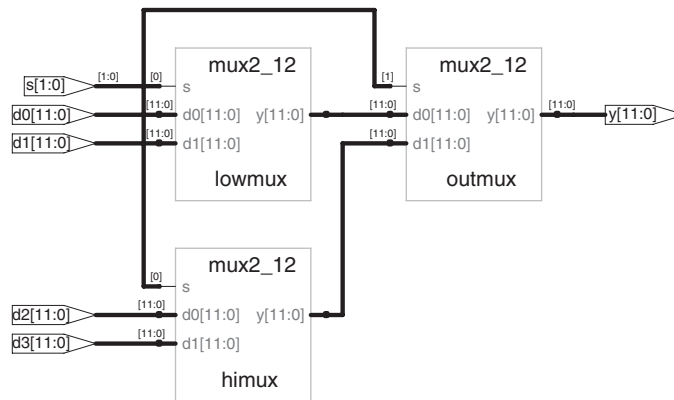 mux2_12
mux2_12
s[1:0]
[1:0]
[0]
s
[1]
s
d0[11:0]
[11:0]
d0[11:0]
y[11:0]
[11:0]
d0[11:0]
y[11:0]
[11:0]
y[11:0]
d1[11:0]
[11:0]
d1[11:0]
[11:0]
d1[11:0]
lowmux
outmux
mux2_12
[0]
s
d2[11:0]
[11:0]
d0[11:0]
y[11:0]
d3[11:0]
[11:0]
d1[11:0]
himux